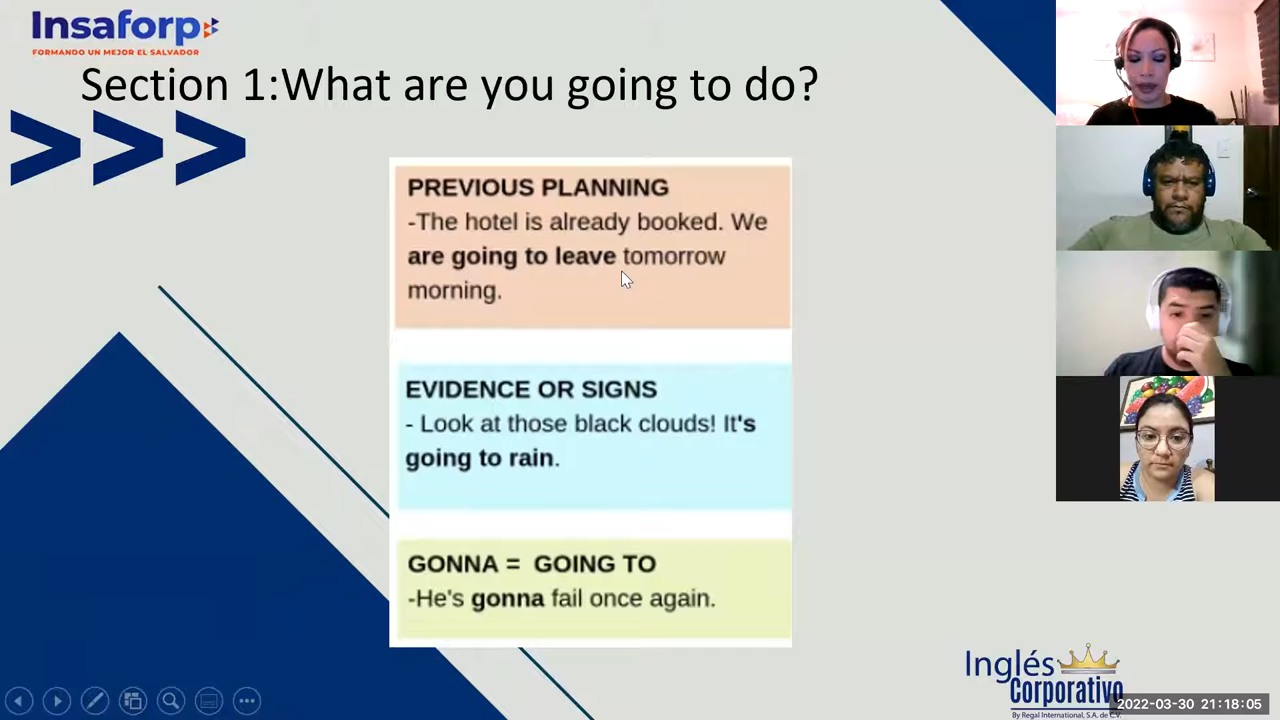 Insaforp
FORMANDO UN MEJOR EL SALVADOR
Section 1:What are you going to do?
>>>
PREVIOUS PLANNING
-The hotel is already booked. We
are going to leave tomorrow
morning.
EVIDENCE OR SIGNS
- Look at those black clouds! It's
going to rain.
GONNA = GOING TO
-He's gonna fail once again.
Inglés
Corporativo
By Regal International, S.A. de C.V.
2022-03-30 21:18:05